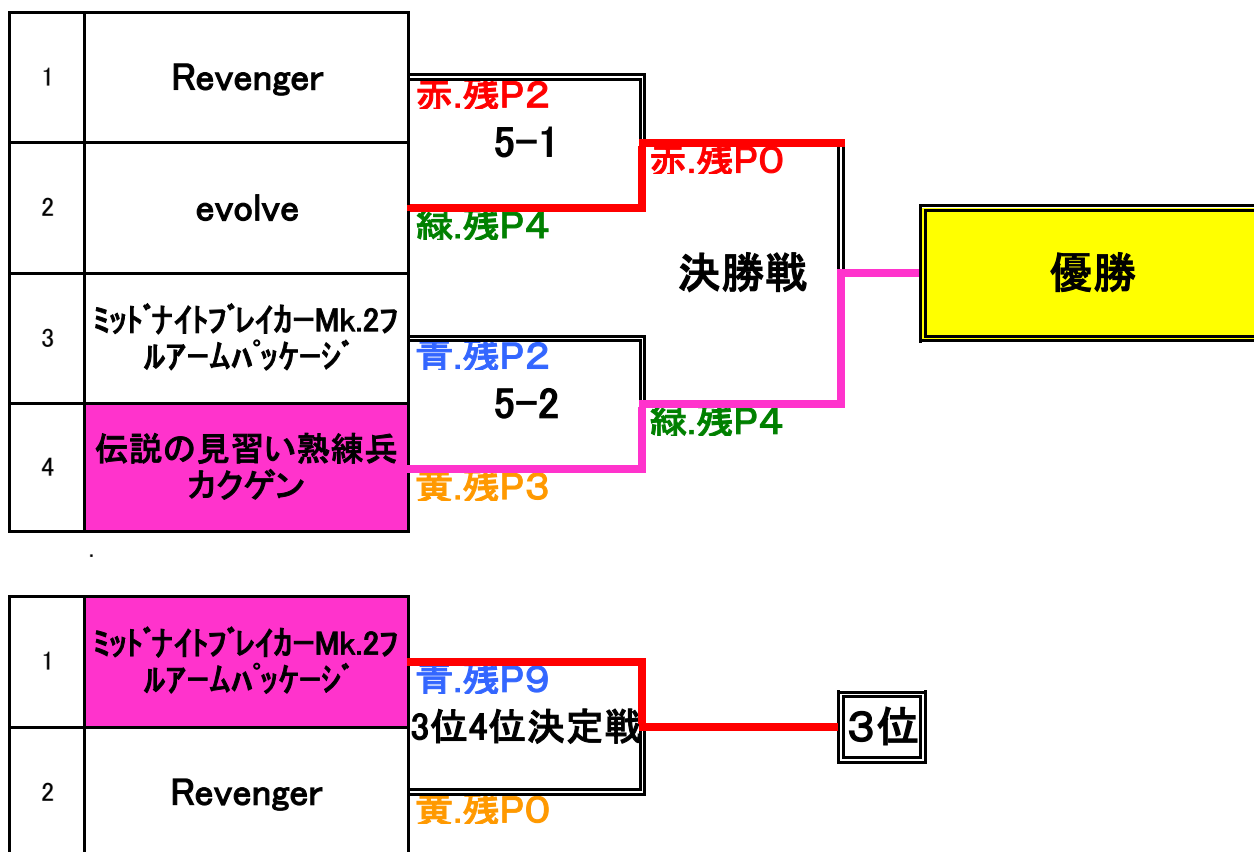 1
Revenger
赤.残P2
5-1
赤.残P0
2
evolve
緑.残P4
決勝戦
優勝
3
ミッドナイトブレイカーMk.2フ
ルアームパッケージ
青.残P2
5-2
緑.残P4
4
伝説の見習い熟練兵
カクゲン
黄.残P3
.
1
ミッドナイトブレイカーMk.2フ
ルアームパッケージ
青.残P9
3位4位決定戦
3位
2
Revenger
黄.残P0